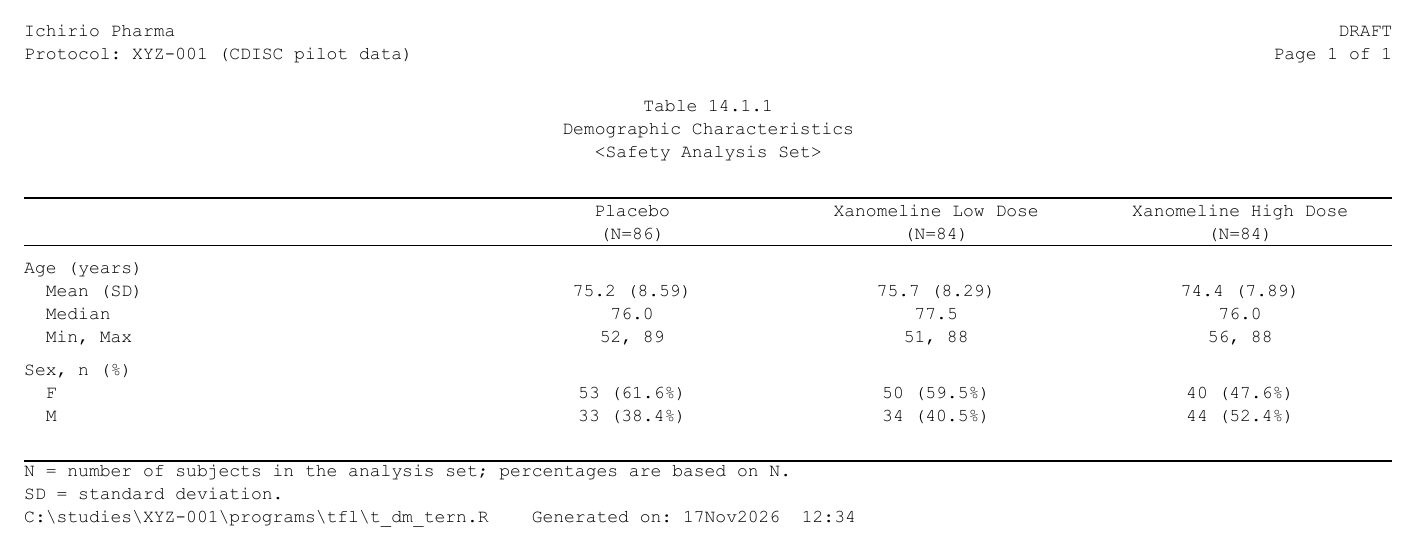 Ichirio Pharma DRAFT
Protocol: XYZ-001 (CDISC pilot data) Page 1 of 1
Table 14.1.1
Demographic Characteristics
<Safety Analysis Set>
Placebo Xanomeline Low Dose Xanomeline High Dose
(N=86) (N=84) (N=84)
Age (years)
Mean (SD) 75.2 (8.59) 75.7 (8.29) 74.4 (7.89)
Median 76.0 77.5 76.0
Min, Max 52, 89 51, 88 56, 88
Sex, n (%)
F 53 (61.6%) 50 (59.5%) 40 (47.6%)
M 33 (38.4%) 34 (40.5%) 44 (52.4%)
N = number of subjects in the analysis set; percentages are based on N.
SD = standard deviation.
C:\studies\XYZ-001\programs\tfl\t_dm_tern.R Generated on: 17Nov2026 12:34